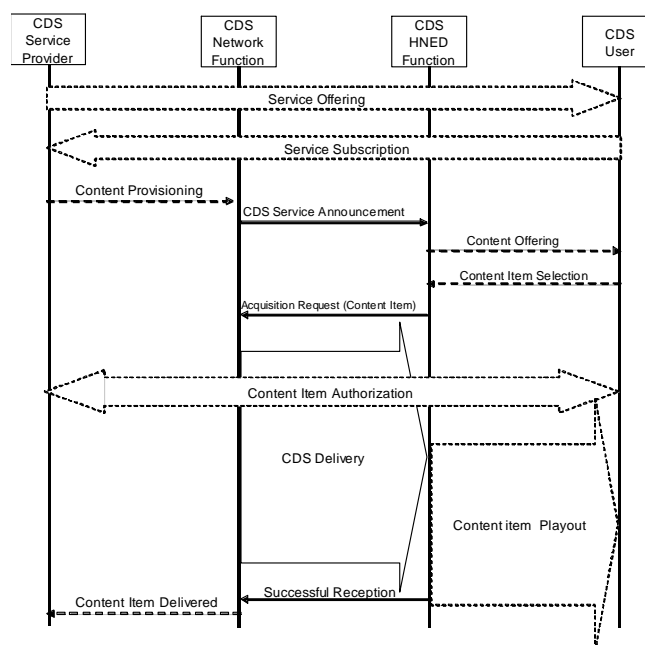 CDS
Service
Provider
CDS
Network
Function
CDS
HNED
Function
CDS
User
Service Offering
Service Subscription
Content Provisioning
CDS Service Announcement
Content Offering
Content Item Selection
Acquisition Request (Content Item)
Content Item Authorization
CDS Delivery
Content item Playout
Successful Reception
Content Item Delivered